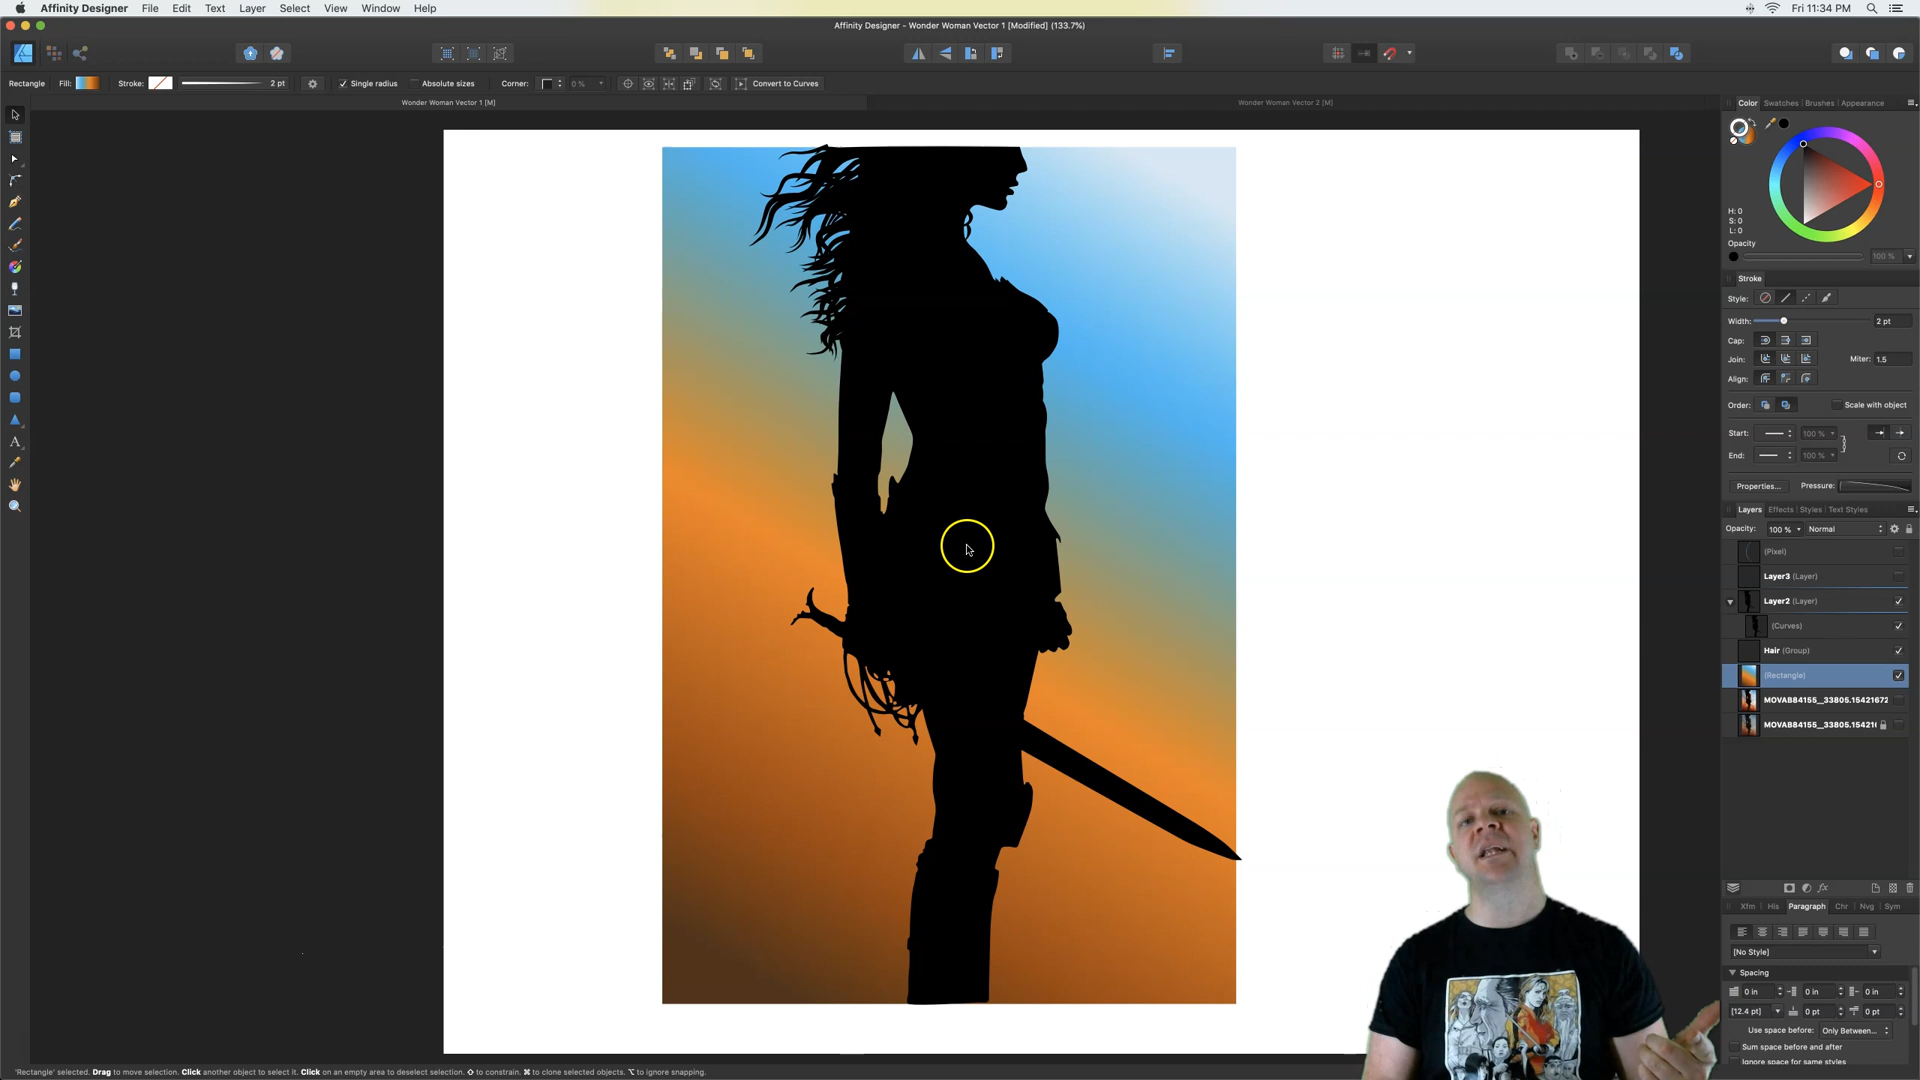 Affinity Designer File Edit Text Layer Select View Window Help Fri 11:34 PM
Affinity Designer - Wonder Woman Vector 1 [Modified] (133.7%)
Rectangle Fill: Stroke: 2 pt Single radius Absolute sizes Corner: 0 % Convert to Curves
Wonder Woman Vector 1 [M] Wonder Woman Vector 2 [M]
Color Swatches Brushes Appearance
H: 0
S: 0
L: 0
Opacity
100 %
Stroke
Style:
Width: 2 pt
Cap:
Join: Miter: 1.5
Align:
Order: Scale with object
Start: 100 %
End: 100 %
Properties... Pressure:
Layers Effects Styles Text Styles
Opacity: 100 % Normal
(Pixel)
Layer3 (Layer)
Layer2 (Layer)
(Curves)
Hair (Group)
(Rectangle)
MOVAB84155__33805.15421672
MOVAB84155__33805.15421
Xfm His Paragraph Chr Nvg Sym
[No Style]
Spacing
0 in 0 in 0 in
[12.4 pt] 0 pt 0 pt
Use space before: Only Between...
Sum space before and after
Ignore space for same styles
'Rectangle' selected. Drag to move selection. Click another object to select it. Click on an empty area to deselect selection. ⇧ to constrain. ⌘ to clone selected objects. ⌥ to ignore snapping.